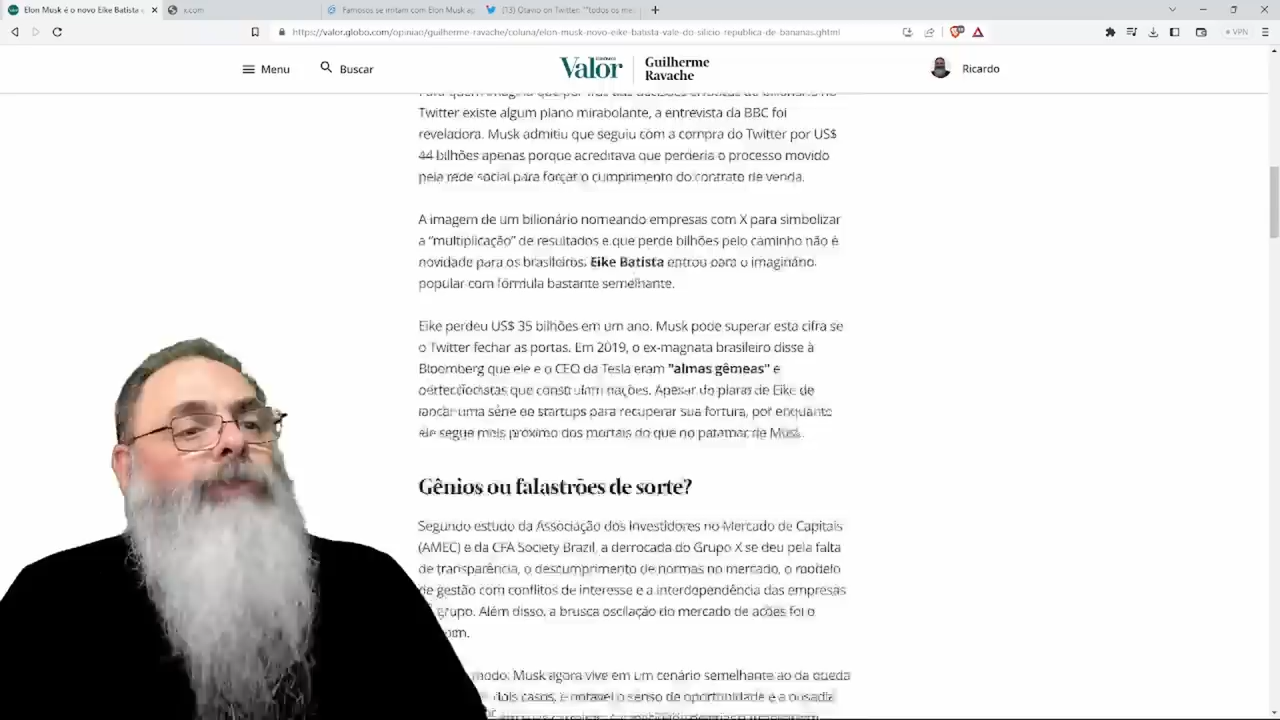 Elon Musk é o novo Eike Batista
x.com
Famosos se irritam com Elon Musk ap
(13) Otavio on Twitter: "todos os me
https://valor.globo.com/opiniao/guilherme-ravache/coluna/elon-musk-novo-eike-batista-vale-do-silicio-republica-de-bananas.ghtml
VPN
Menu
Buscar
Valor
Guilherme
Ravache
Ricardo
Twitter existe algum plano mirabolante, a entrevista da BBC foi
reveladora. Musk admitiu que seguiu com a compra do Twitter por US$
44 bilhões apenas porque acreditava que perderia o processo movido
pela rede social para forçar o cumprimento do contrato de venda.
A imagem de um bilionário nomeando empresas com X para simbolizar
a "multiplicação" de resultados e que perde bilhões pelo caminho não é
novidade para os brasileiros. Eike Batista entrou para o imaginário
popular com fórmula bastante semelhante.
Eike perdeu US$ 35 bilhões em um ano. Musk pode superar esta cifra se
o Twitter fechar as portas. Em 2019, o ex-magnata brasileiro disse à
Bloomberg que ele e o CEO da Tesla eram "almas gêmeas" e
que construíam nações. Apesar do plano de Eike de
lançar uma série de startups para recuperar sua fortuna, por enquanto
ele segue mais próximo dos mortais do que no patamar de Musk.
Gênios ou falastrões de sorte?
Segundo estudo da Associação dos Investidores no Mercado de Capitais
(AMEC) e da CFA Society Brazil, a derrocada do Grupo X se deu pela falta
de transparência, o descumprimento de normas no mercado, o modelo
de gestão com conflitos de interesse e a interdependência das empresas
grupo. Além disso, a brusca oscilação do mercado de ações foi o
modo, Musk agora vive em um cenário semelhante ao da queda
dois casos, é notável o senso de oportunidade e a ousadia